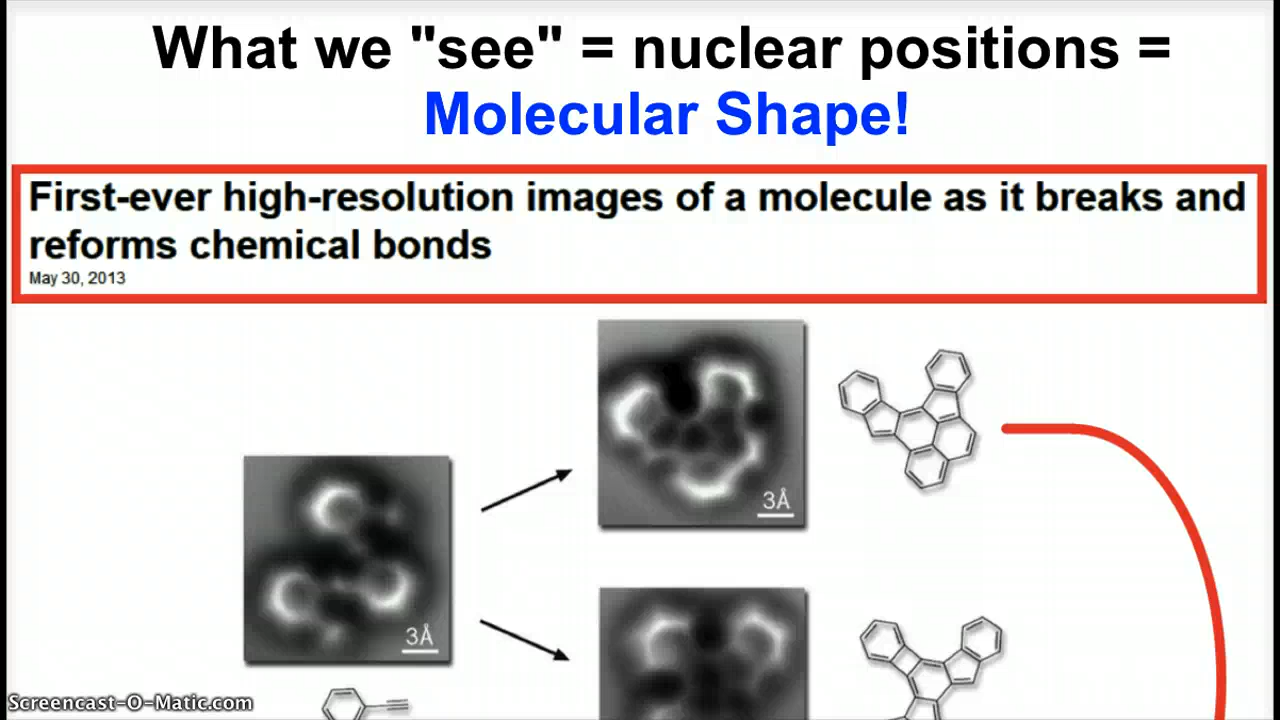 What we "see" = nuclear positions =
Molecular Shape!
First-ever high-resolution images of a molecule as it breaks and
reforms chemical bonds
May 30, 2013
3Å
3Å
Screencast-O-Matic.com